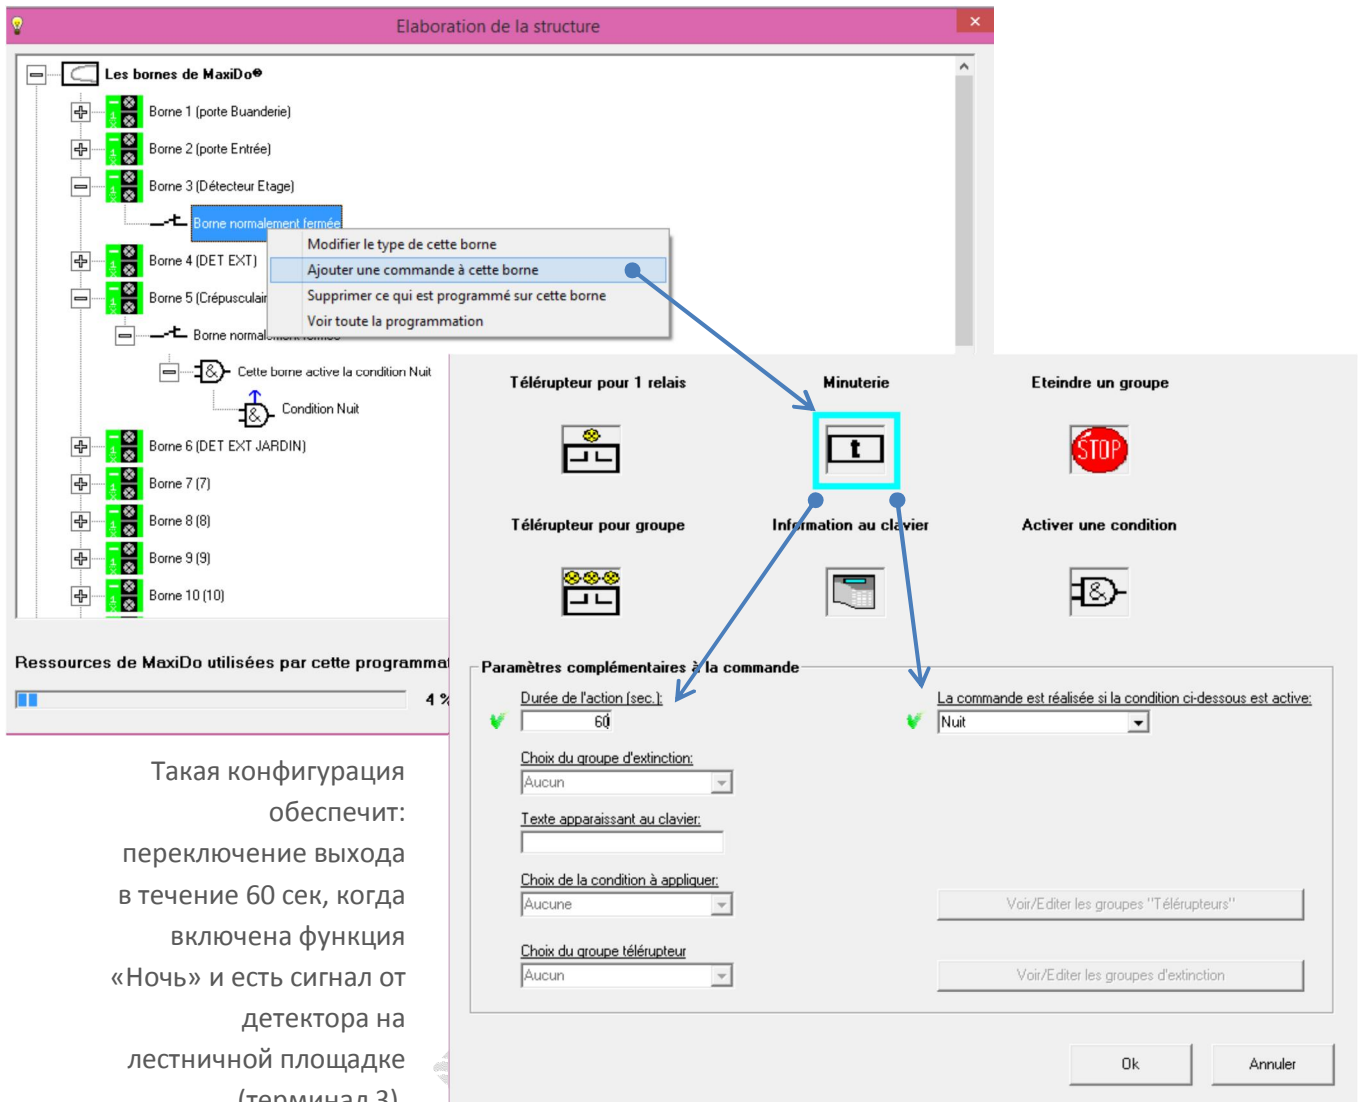 Elaboration de la structure
Les bornes de MaxiDo®
Borne 1 (porte Buanderie)
Borne 2 (porte Entrée)
Borne 3 (Détecteur Etage)
Borne normalement fermée
Modifier le type de cette borne
Ajouter une commande à cette borne
Supprimer ce qui est programmé sur cette borne
Voir toute la programmation
Borne 4 (DET EXT)
Borne 5 (Crépusculair
Borne normalement fermée
Cette borne active la condition Nuit
Condition Nuit
Borne 6 (DET EXT JARDIN)
Borne 7 (7)
Borne 8 (8)
Borne 9 (9)
Borne 10 (10)
Ressources de MaxiDo utilisées par cette programmat
4 %
Télérupteur pour 1 relais
Minuterie
Eteindre un groupe
t
STOP
Télérupteur pour groupe
Information au clavier
Activer une condition
&
Paramètres complémentaires à la commande
Durée de l'action (sec.):
60
La commande est réalisée si la condition ci-dessous est active:
Nuit
Choix du groupe d'extinction:
Aucun
Texte apparaissant au clavier:
Choix de la condition à appliquer:
Aucune
Voir/Editer les groupes "Télérupteurs"
Choix du groupe télérupteur
Aucun
Voir/Editer les groupes d'extinction
Ok
Annuler
Такая конфигурация
обеспечит:
переключение выхода
в течение 60 сек, когда
включена функция
«Ночь» и есть сигнал от
детектора на
лестничной площадке
(терминал 3)